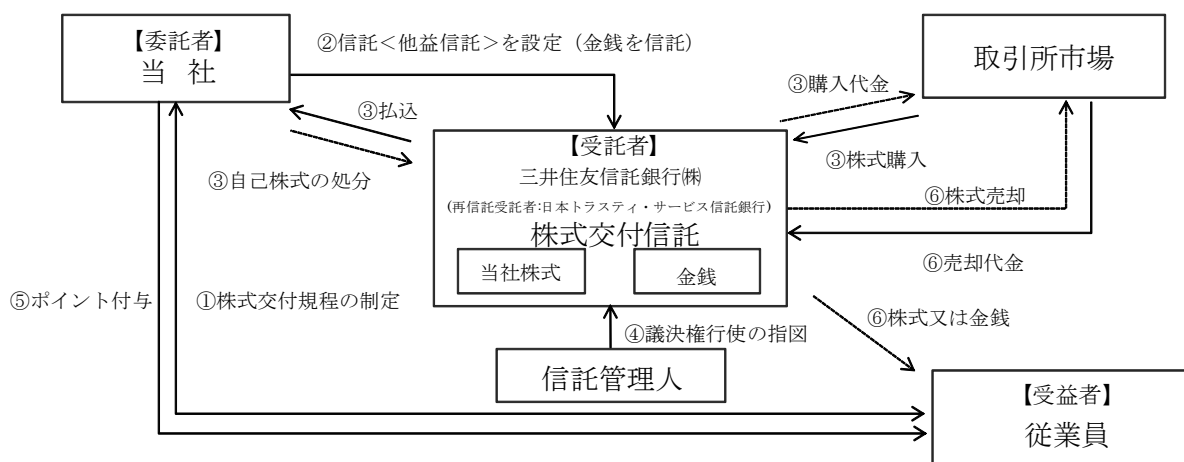 【委託者】
当 社
②信託＜他益信託＞を設定（金銭を信託）
取引所市場
③購入代金
③払込
【受託者】
三井住友信託銀行㈱
(再信託受託者:日本トラスティ・サービス信託銀行)
株式交付信託
当社株式
金銭
③自己株式の処分
③株式購入
⑥株式売却
⑥売却代金
⑤ポイント付与
①株式交付規程の制定
④議決権行使の指図
⑥株式又は金銭
信託管理人
【受益者】
従業員